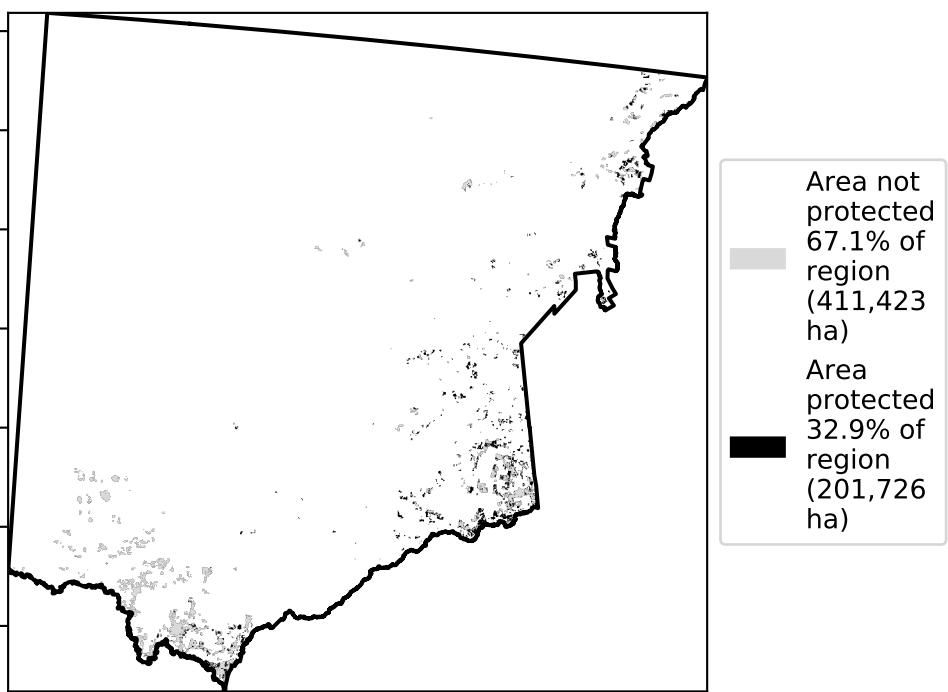 Area not
protected
67.1% of
region
(411,423
ha)
Area
protected
32.9% of
region
(201,726
ha)